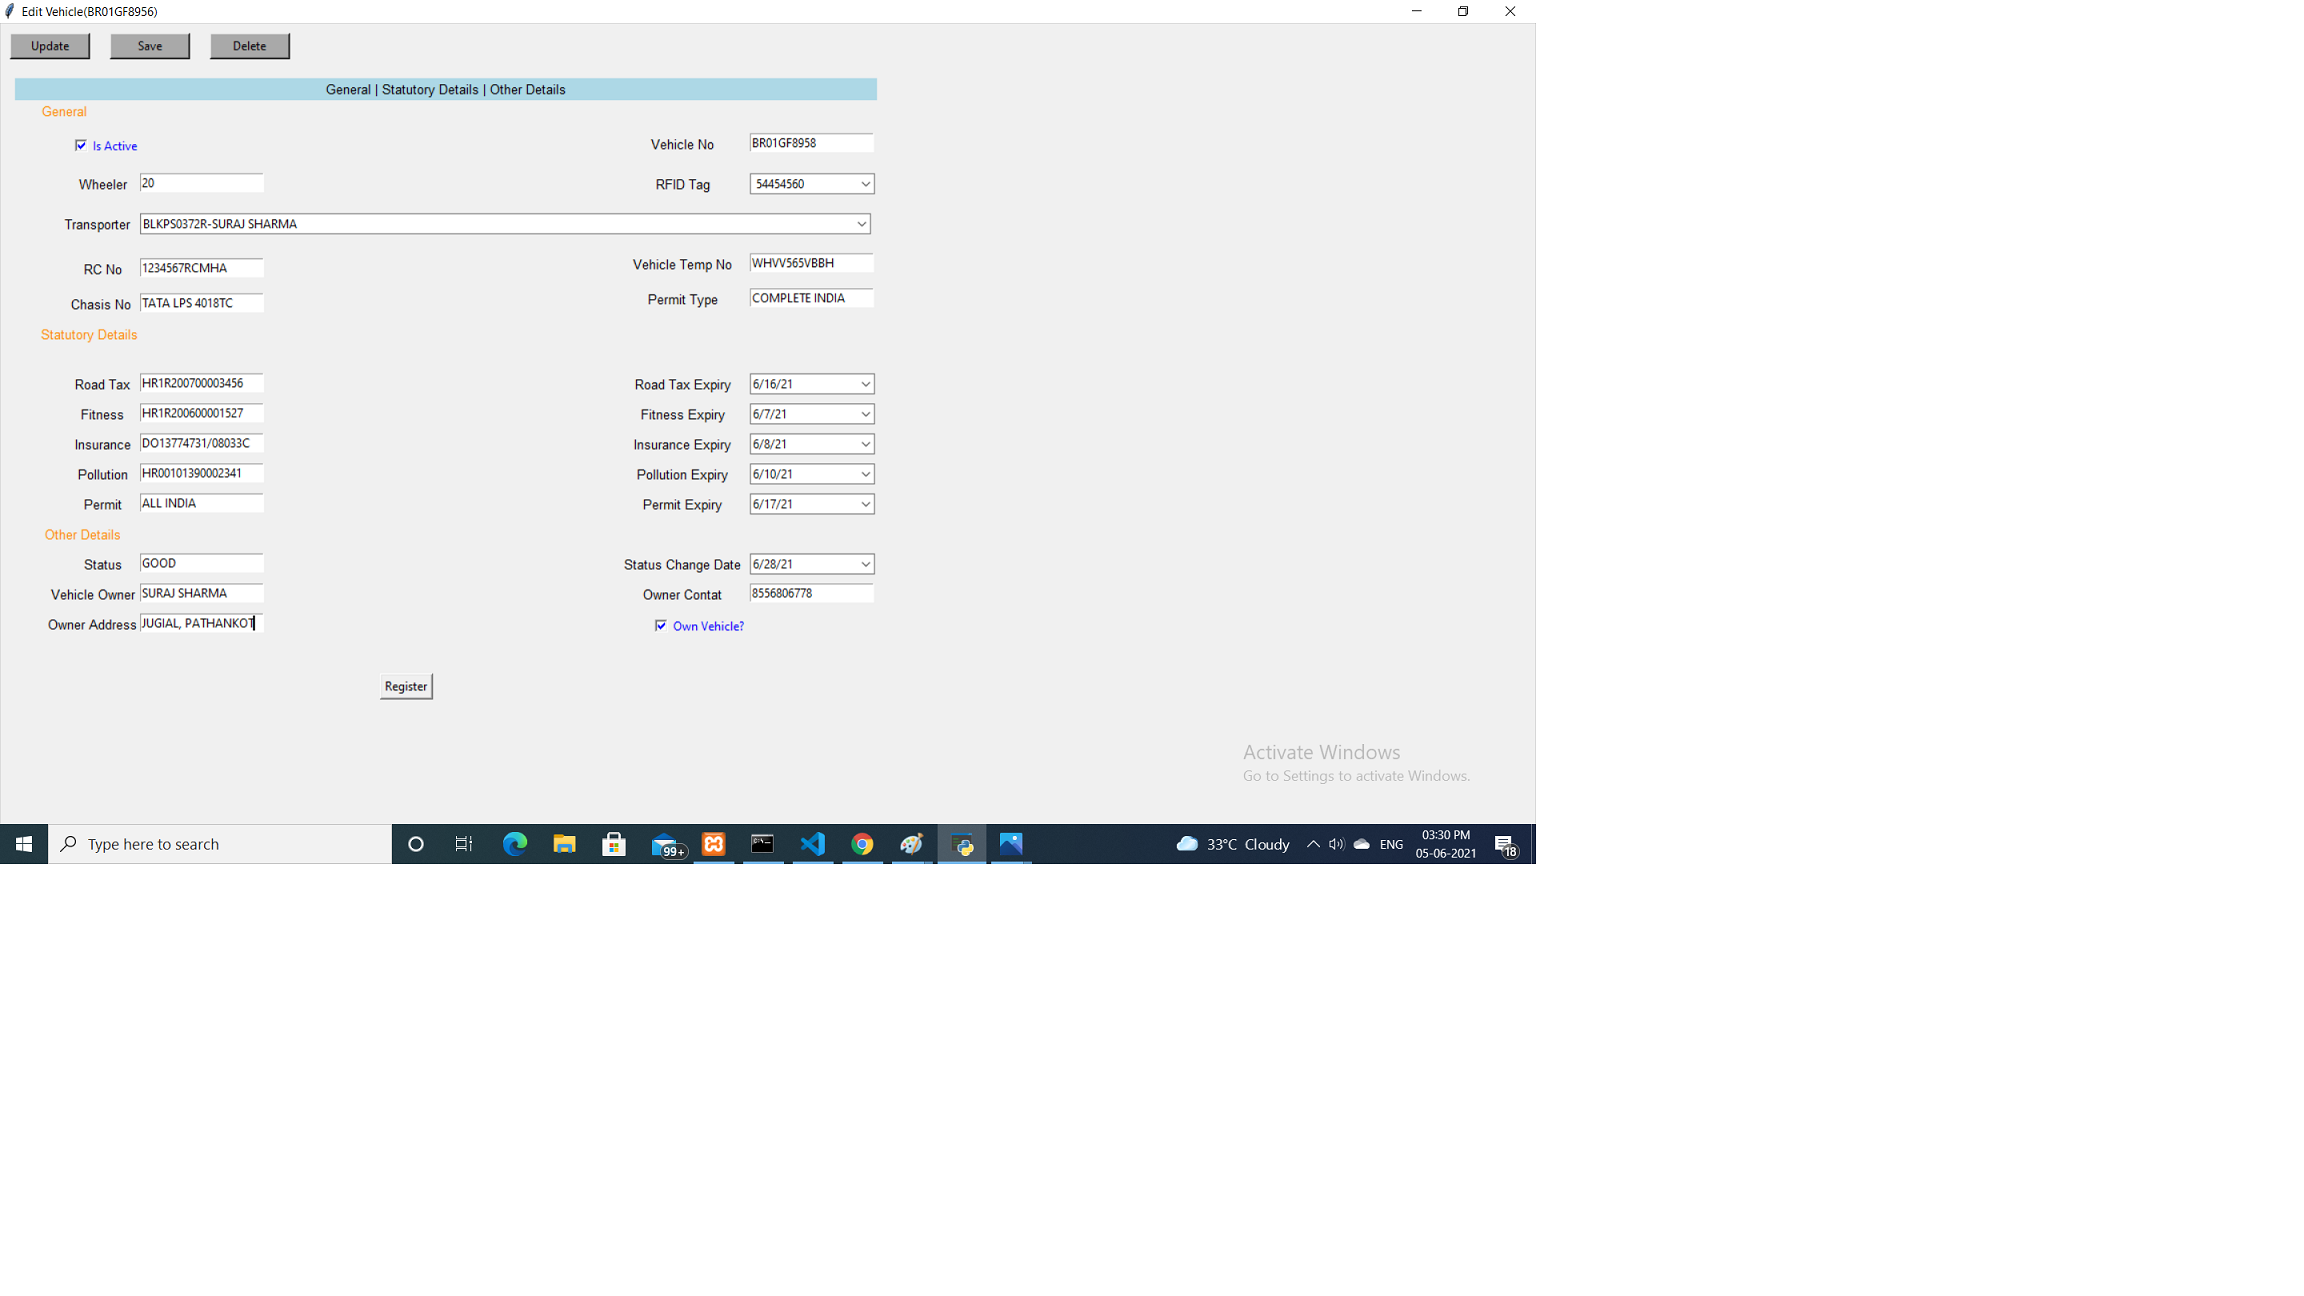 Edit Vehicle(BR01GF8956)
Update Save Delete
General | Statutory Details | Other Details
General
Is Active Vehicle No BR01GF8958
Wheeler 20 RFID Tag 54454560
Transporter BLKPS0372R-SURAJ SHARMA
RC No 1234567RCMHA Vehicle Temp No WHVV565VBBH
Chasis No TATA LPS 4018TC Permit Type COMPLETE INDIA
Statutory Details
Road Tax HR1R200700003456 Road Tax Expiry 6/16/21
Fitness HR1R200600001527 Fitness Expiry 6/7/21
Insurance DO13774731/08033C Insurance Expiry 6/8/21
Pollution HR00101390002341 Pollution Expiry 6/10/21
Permit ALL INDIA Permit Expiry 6/17/21
Other Details
Status GOOD Status Change Date 6/28/21
Vehicle Owner SURAJ SHARMA Owner Contat 8556806778
Owner Address JUGIAL, PATHANKOT Own Vehicle?
Register
Activate Windows
Go to Settings to activate Windows.
Type here to search 99+ 33°C Cloudy ENG 03:30 PM
05-06-2021 18